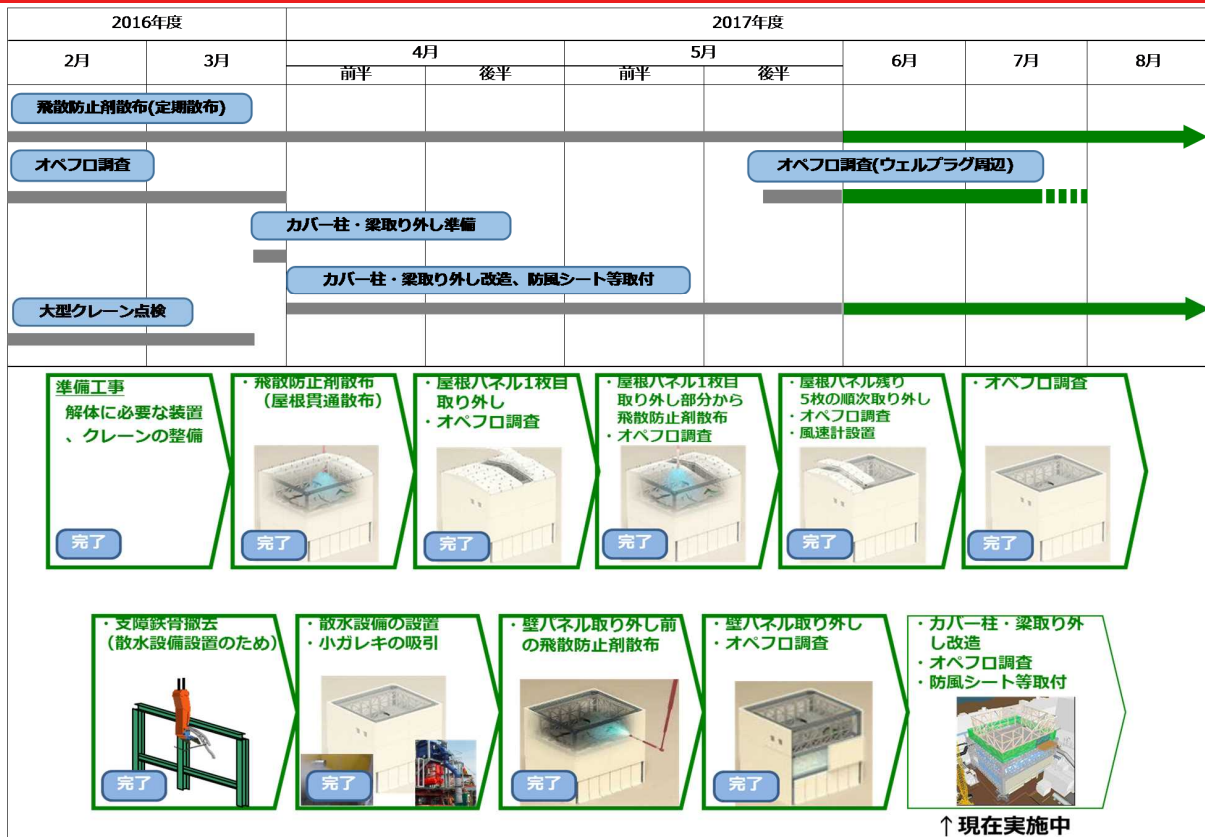 2016年度
2017年度
2月
3月
4月
5月
6月
7月
8月
前半
後半
前半
後半
飛散防止剤散布(定期散布)
オペフロ調査
オペフロ調査(ウェルプラグ周辺)
カバー柱・梁取り外し準備
カバー柱・梁取り外し改造、防風シート等取付
大型クレーン点検
準備工事
解体に必要な装置
、クレーンの整備
完了
・飛散防止剤散布
(屋根貫通散布)
完了
・屋根パネル1枚目
取り外し
・オペフロ調査
完了
・屋根パネル1枚目
取り外し部分から
飛散防止剤散布
・オペフロ調査
完了
・屋根パネル残り
5枚の順次取り外し
・オペフロ調査
・風速計設置
完了
・オペフロ調査
完了
・支障鉄骨撤去
(散水設備設置のため)
完了
・散水設備の設置
・小ガレキの吸引
完了
・壁パネル取り外し前
の飛散防止剤散布
完了
・壁パネル取り外し
・オペフロ調査
完了
・カバー柱・梁取り外
し改造
・オペフロ調査
・防風シート等取付
↑現在実施中